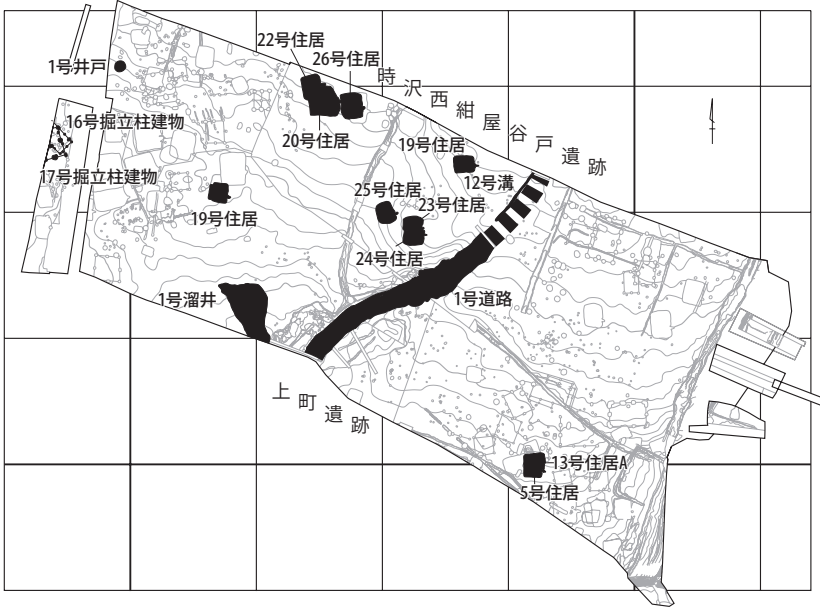 22号住居
26号住居
1号井戸
時沢西紺屋谷戸遺跡
16号掘立柱建物
20号住居
19号住居
17号掘立柱建物
12号溝
25号住居
23号住居
19号住居
24号住居
1号溜井
1号道路
上町遺跡
13号住居A
5号住居